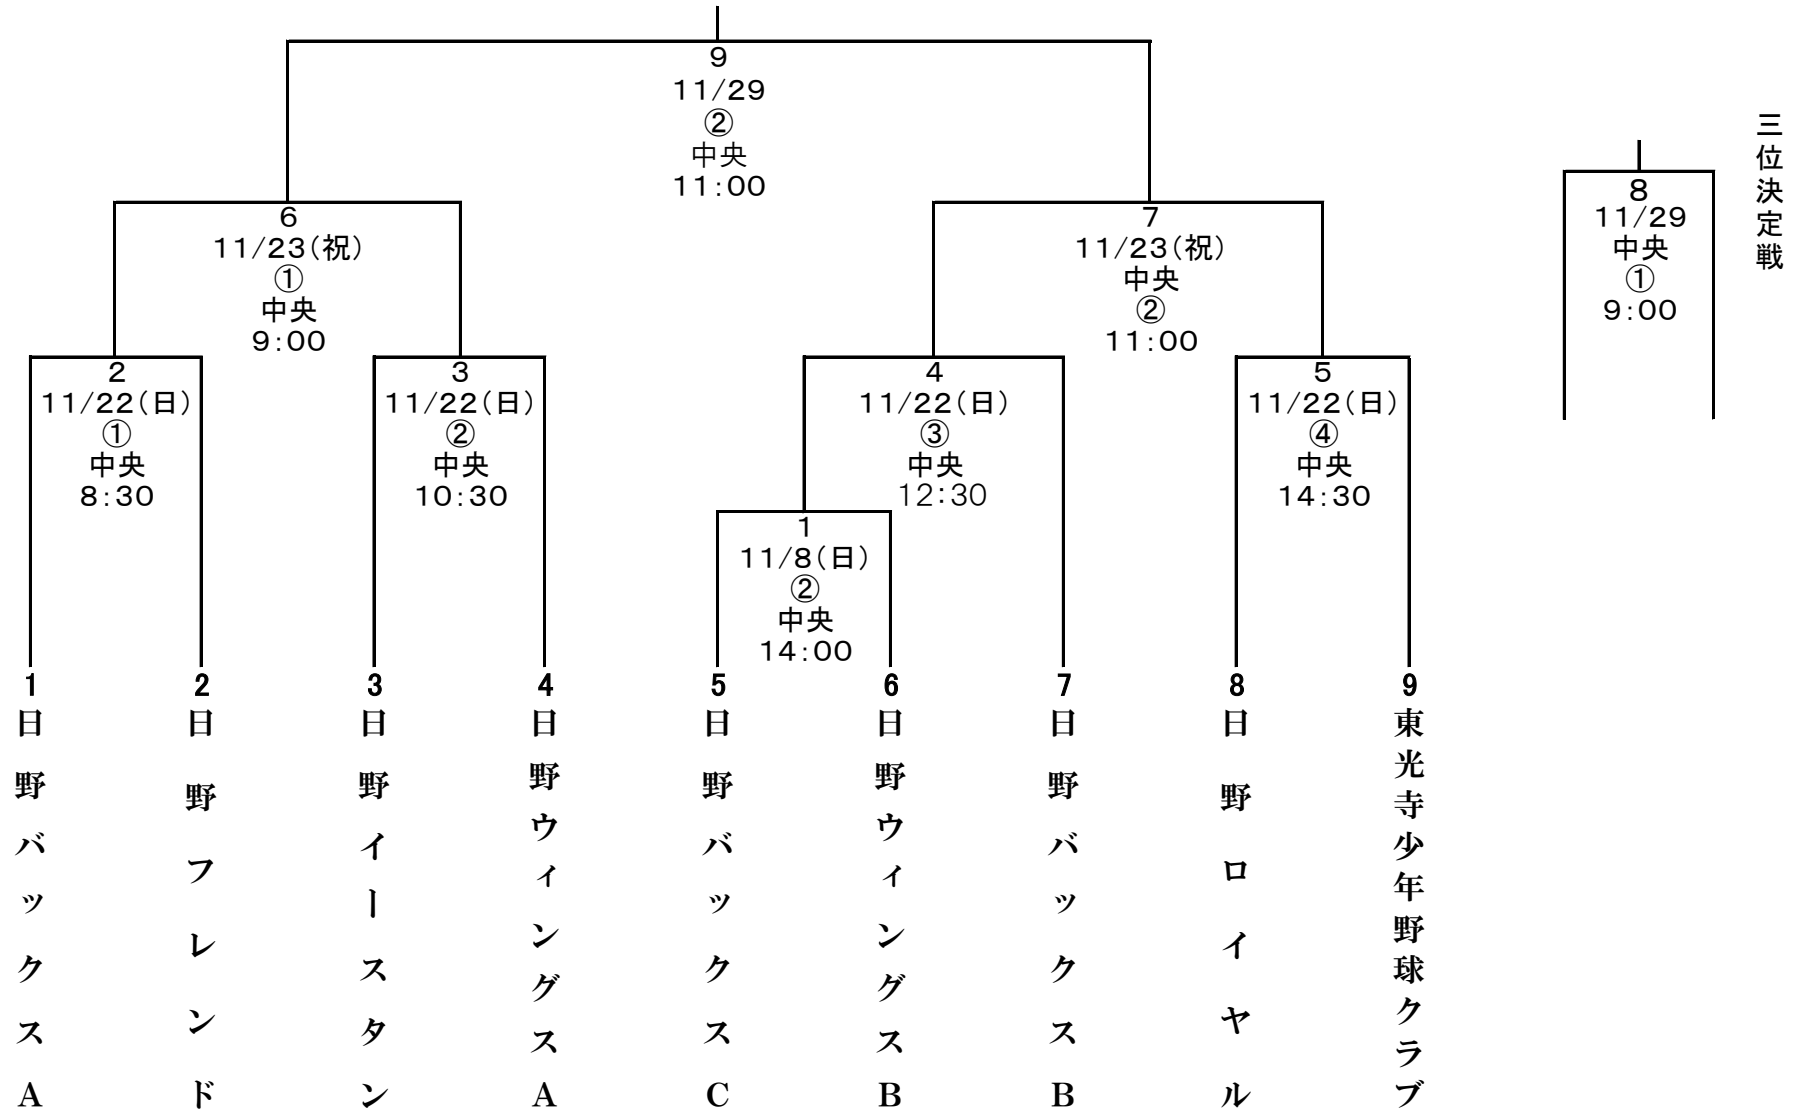 9
11/29
②
中央
11:00
三位決定戦
8
11/29
中央
①
9:00
6
11/23(祝)
①
中央
9:00
7
11/23(祝)
中央
②
11:00
2
11/22(日)
①
中央
8:30
3
11/22(日)
②
中央
10:30
4
11/22(日)
③
中央
12:30
5
11/22(日)
④
中央
14:30
1
11/8(日)
②
中央
14:00
1
日野バックスA
2
日野フレンド
3
日野イースタン
4
日野ウィングスA
5
日野バックスC
6
日野ウィングスB
7
日野バックスB
8
日野ロイヤル
9
東光寺少年野球クラブ